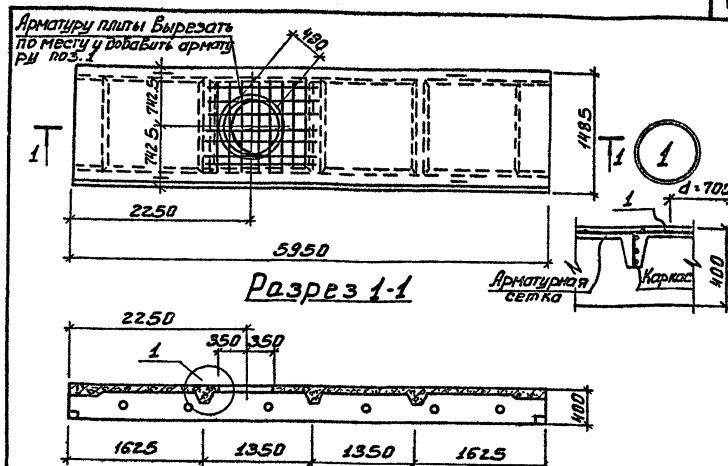 Арматуру плиты Вырезать
по месту и добавить армату
ру поз.1
480
742.5
742.5
1485
1
1
1
2250
d=700
5950
1
400
Арматурная
сетка
Каркас
Разрез 1-1
2250
350
350
1
400
1625
1350
1350
1625